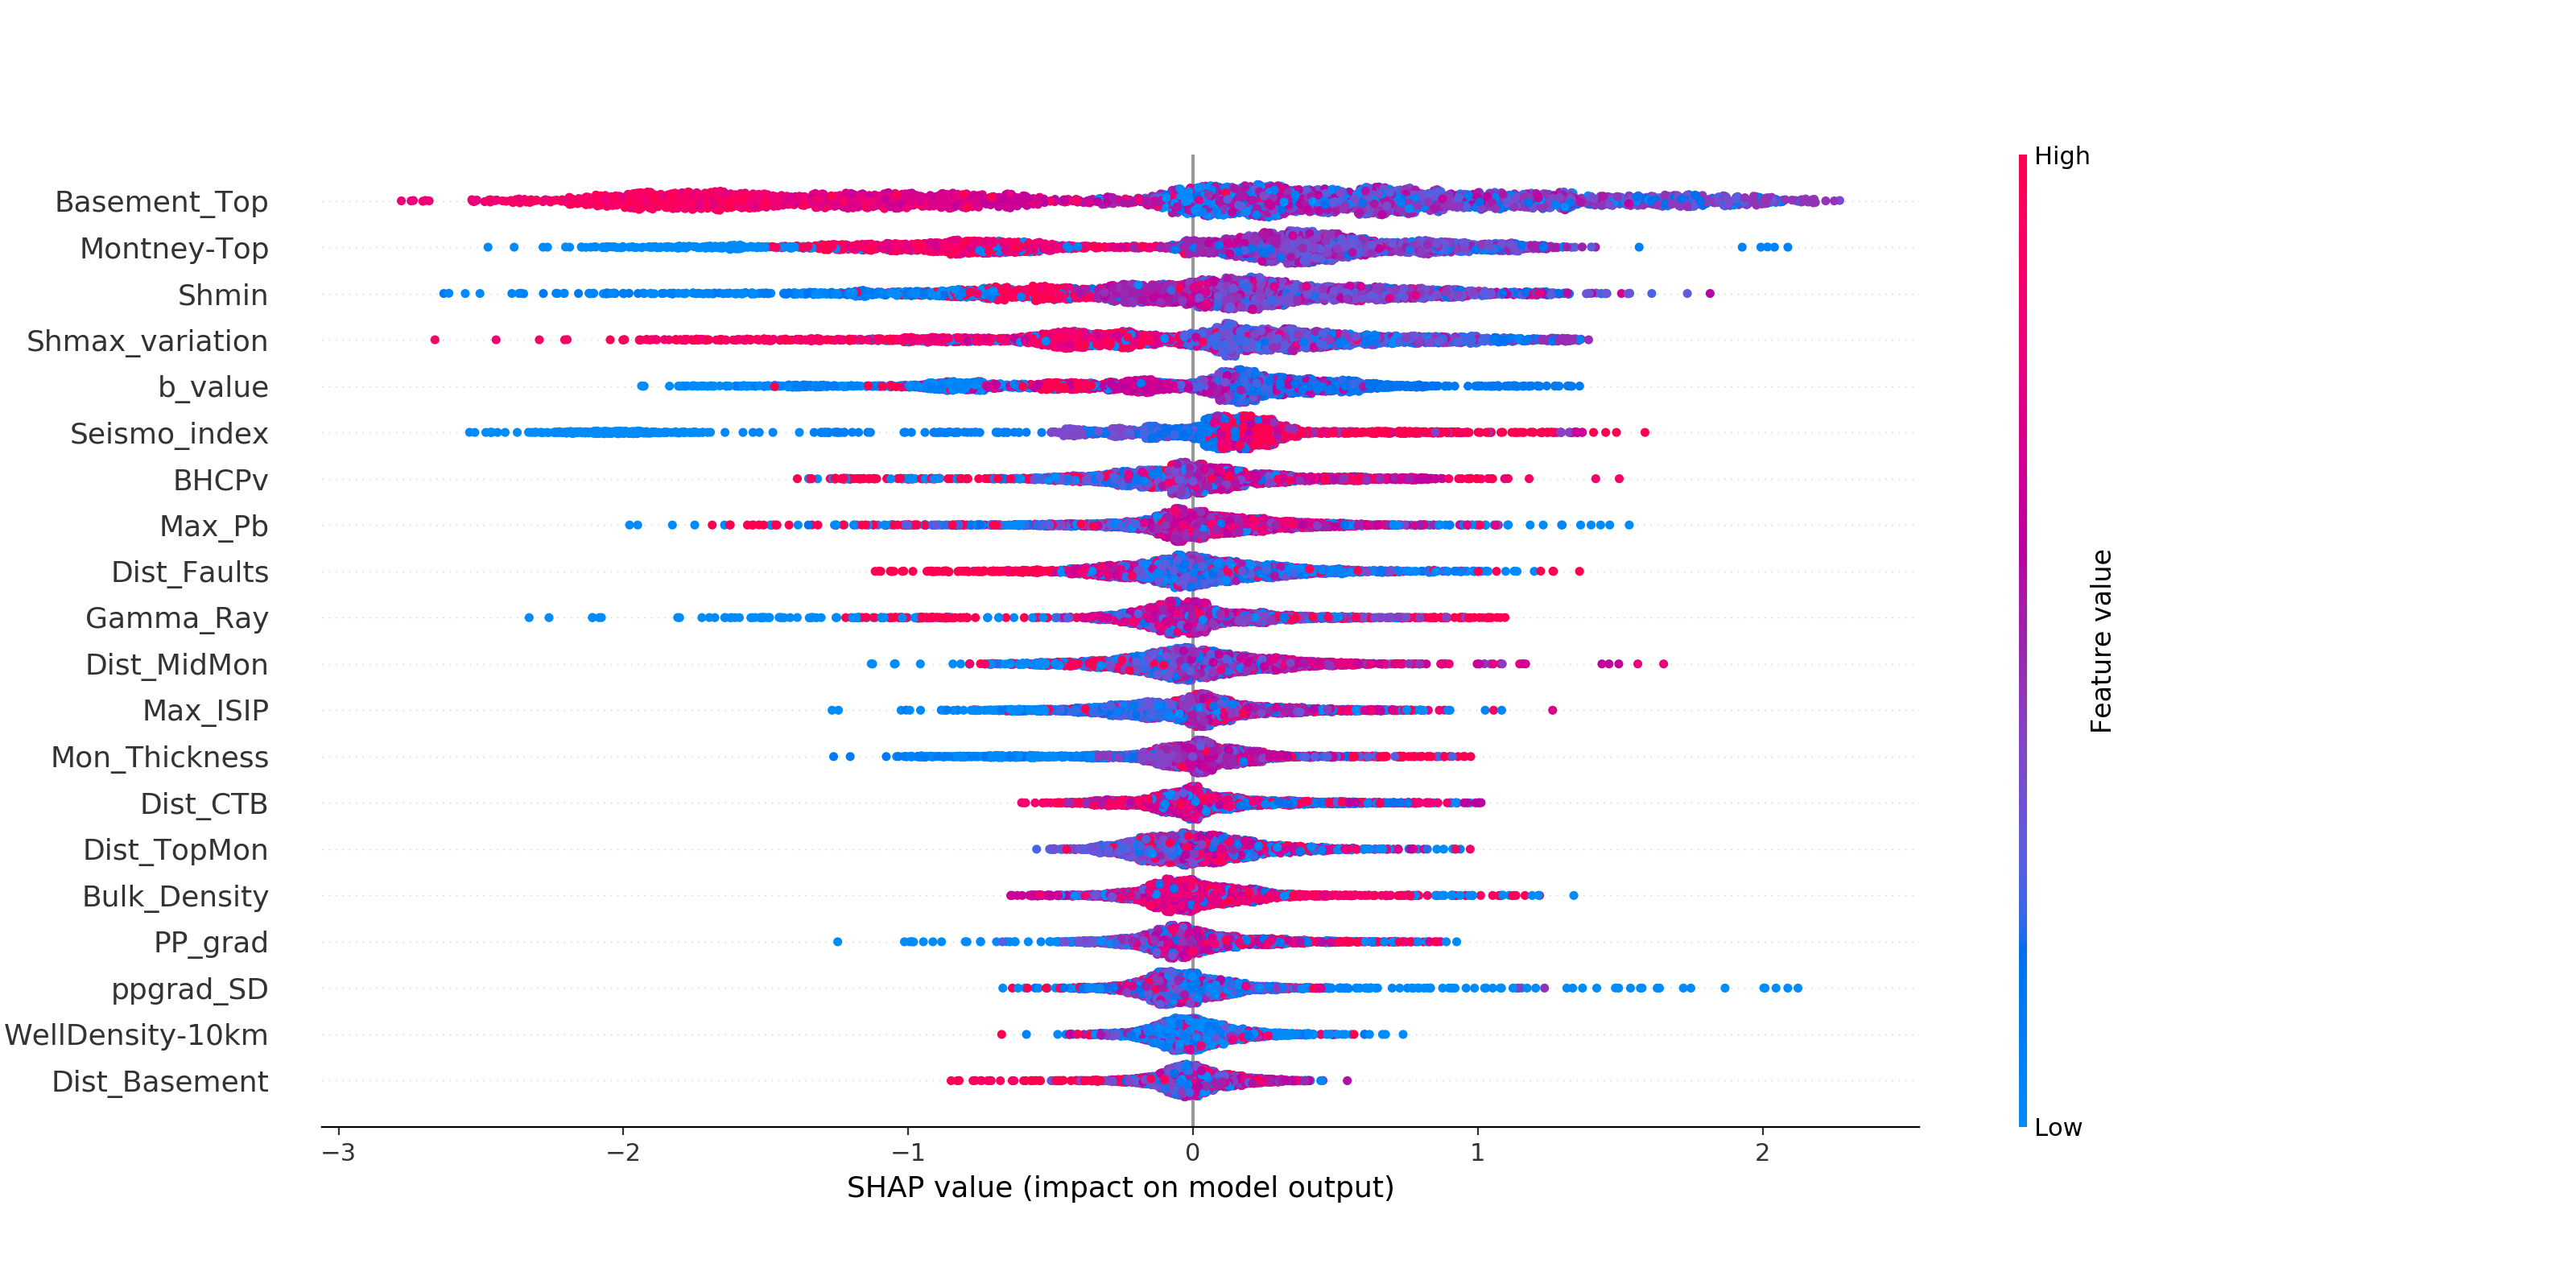 High
Basement_Top
Montney-Top
Shmin
Shmax_variation
b_value
Seismo_index
BHCPv
Max_Pb
Dist_Faults
Gamma_Ray
Dist_MidMon
Max_ISIP
Mon_Thickness
Dist_CTB
Dist_TopMon
Bulk_Density
PP_grad
ppgrad_SD
WellDensity-10km
Dist_Basement
Feature value
Low
−3 −2 −1 0 1 2
SHAP value (impact on model output)